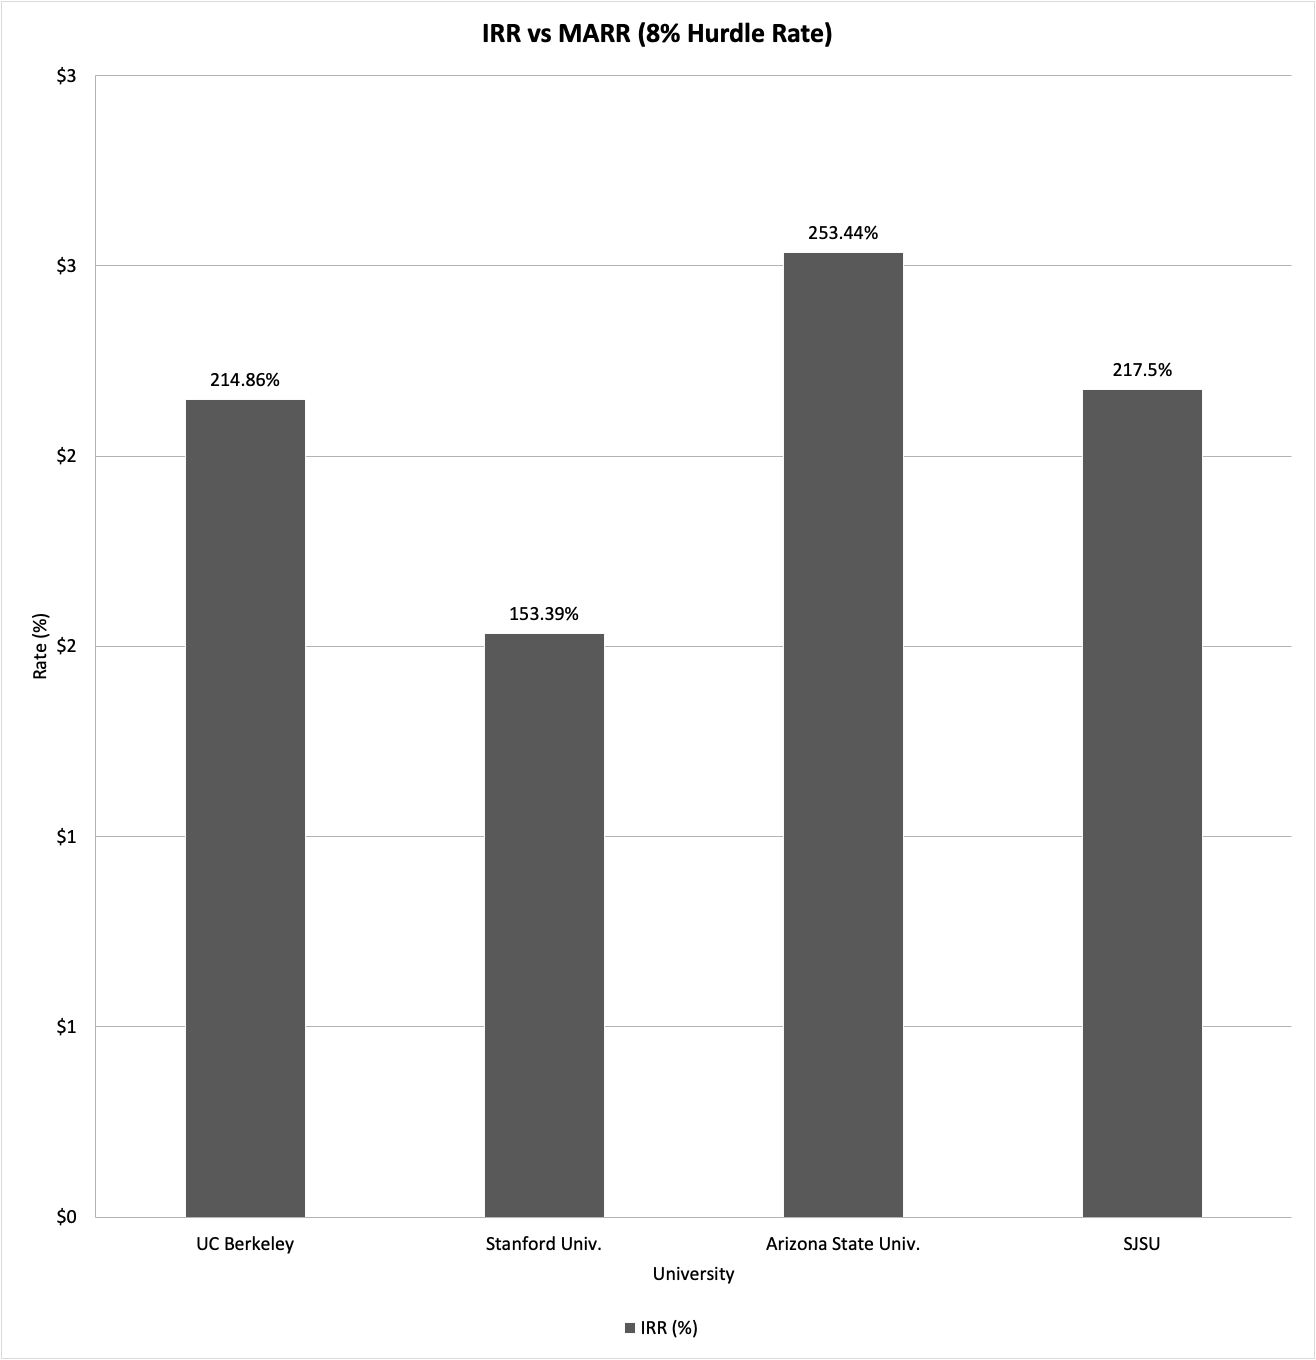 IRR vs MARR (8% Hurdle Rate)
$3
$3
$2
$2
$1
$1
$0
Rate (%)
214.86%
153.39%
253.44%
217.5%
UC Berkeley
Stanford Univ.
Arizona State Univ.
SJSU
University
IRR (%)